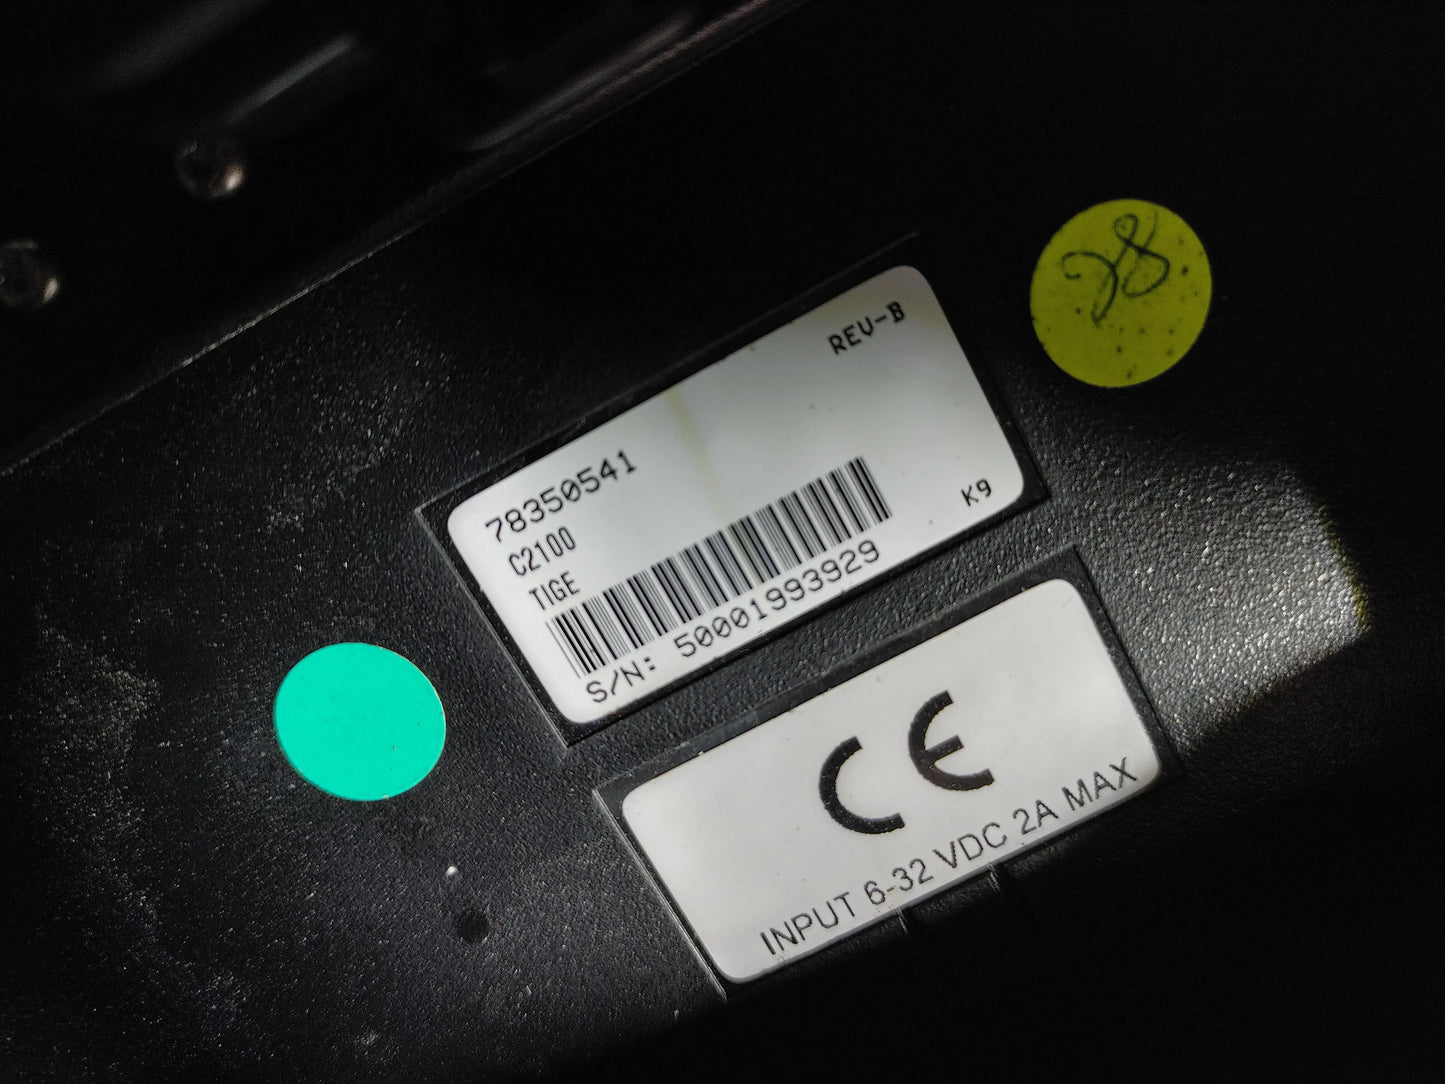 78350541
REV-B
C2100
TIGE
S/N: 50001993929
K9
CE
INPUT 6-32 VDC 2A MAX